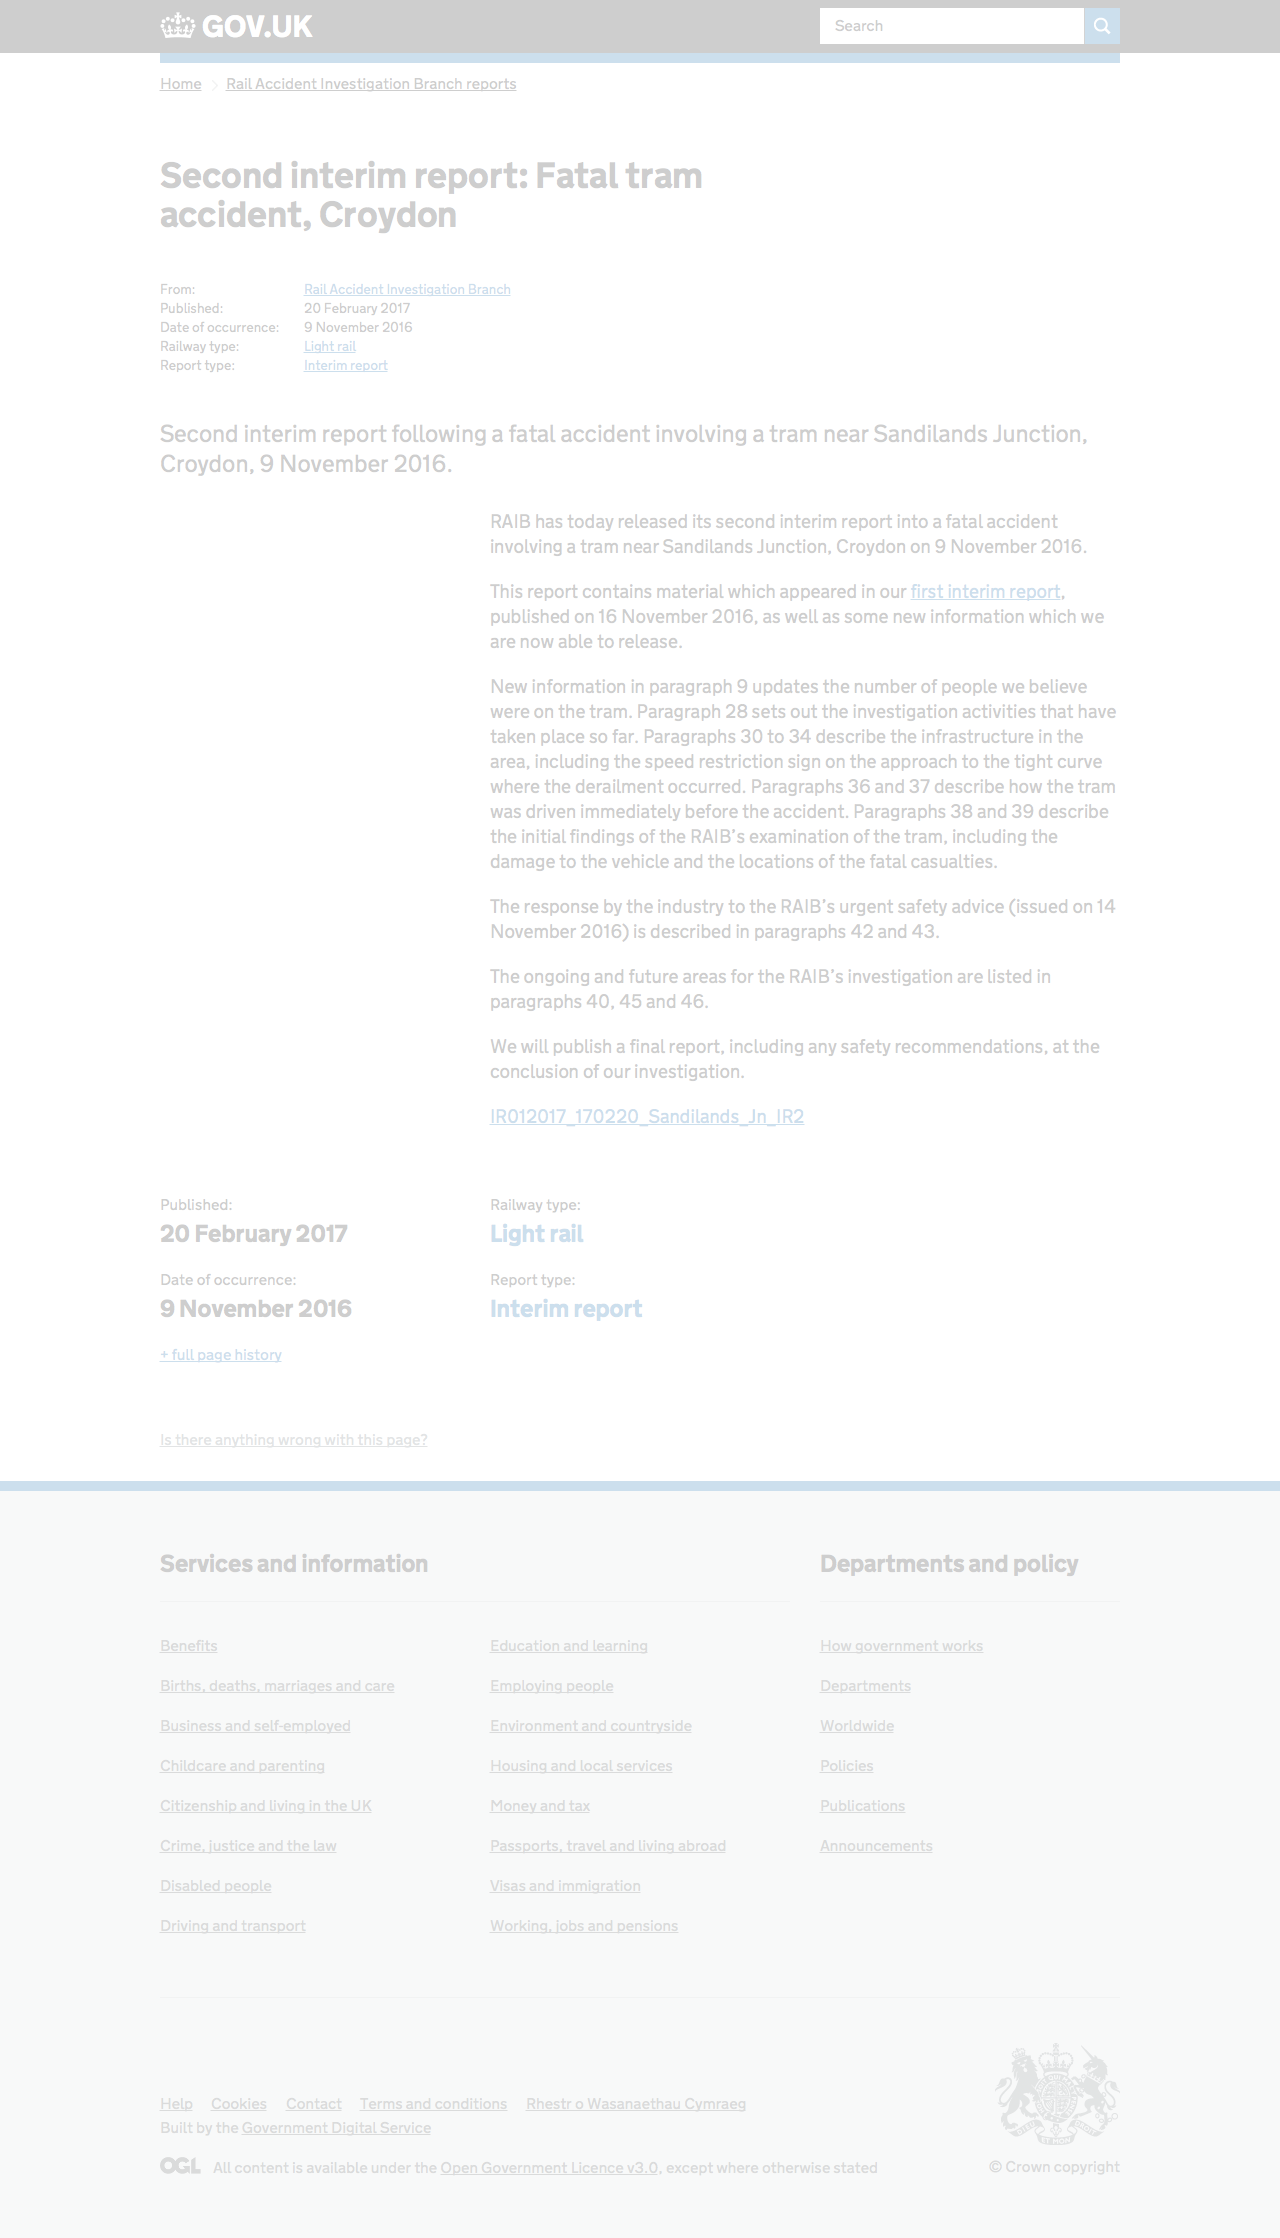 GOV.UK
Search
Home
Rail Accident Investigation Branch reports
Second interim report: Fatal tram
accident, Croydon
From: Rail Accident Investigation Branch
Published: 20 February 2017
Date of occurrence: 9 November 2016
Railway type: Light rail
Report type: Interim report
Second interim report following a fatal accident involving a tram near Sandilands Junction,
Croydon, 9 November 2016.
RAIB has today released its second interim report into a fatal accident
involving a tram near Sandilands Junction, Croydon on 9 November 2016.
This report contains material which appeared in our first interim report,
published on 16 November 2016, as well as some new information which we
are now able to release.
New information in paragraph 9 updates the number of people we believe
were on the tram. Paragraph 28 sets out the investigation activities that have
taken place so far. Paragraphs 30 to 34 describe the infrastructure in the
area, including the speed restriction sign on the approach to the tight curve
where the derailment occurred. Paragraphs 36 and 37 describe how the tram
was driven immediately before the accident. Paragraphs 38 and 39 describe
the initial findings of the RAIB’s examination of the tram, including the
damage to the vehicle and the locations of the fatal casualties.
The response by the industry to the RAIB’s urgent safety advice (issued on 14
November 2016) is described in paragraphs 42 and 43.
The ongoing and future areas for the RAIB’s investigation are listed in
paragraphs 40, 45 and 46.
We will publish a final report, including any safety recommendations, at the
conclusion of our investigation.
IR012017_170220_Sandilands_Jn_IR2
Published:
20 February 2017
Railway type:
Light rail
Date of occurrence:
9 November 2016
Report type:
Interim report
+ full page history
Is there anything wrong with this page?
Services and information
Benefits
Births, deaths, marriages and care
Business and self-employed
Childcare and parenting
Citizenship and living in the UK
Crime, justice and the law
Disabled people
Driving and transport
Education and learning
Employing people
Environment and countryside
Housing and local services
Money and tax
Passports, travel and living abroad
Visas and immigration
Working, jobs and pensions
Departments and policy
How government works
Departments
Worldwide
Policies
Publications
Announcements
Help Cookies Contact Terms and conditions Rhestr o Wasanaethau Cymraeg
Built by the Government Digital Service
OGL All content is available under the Open Government Licence v3.0, except where otherwise stated
© Crown copyright